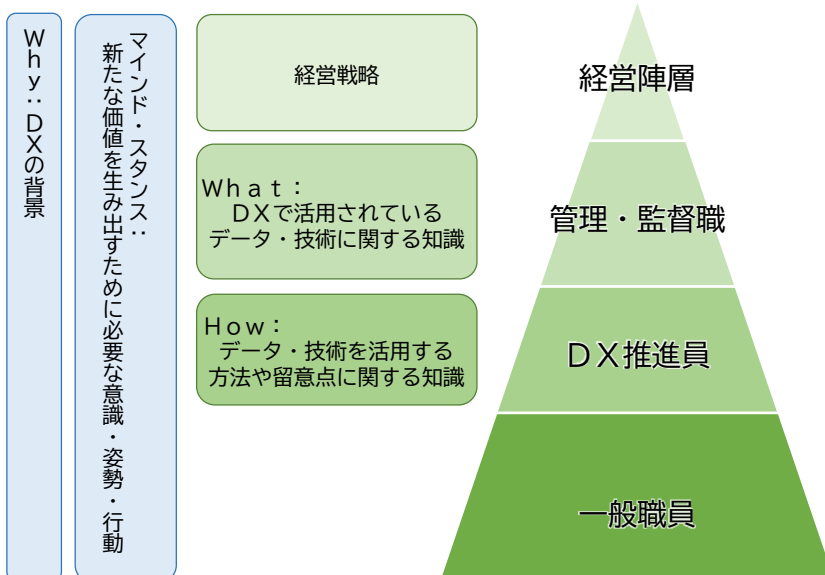 Ｗｈｙ：ＤＸの背景
マインド・スタンス：
新たな価値を生み出すために必要な意識・姿勢・行動
経営戦略
Ｗｈａｔ：
ＤＸで活用されている
データ・技術に関する知識
Ｈｏｗ：
データ・技術を活用する
方法や留意点に関する知識
経営陣層
管理・監督職
ＤＸ推進員
一般職員